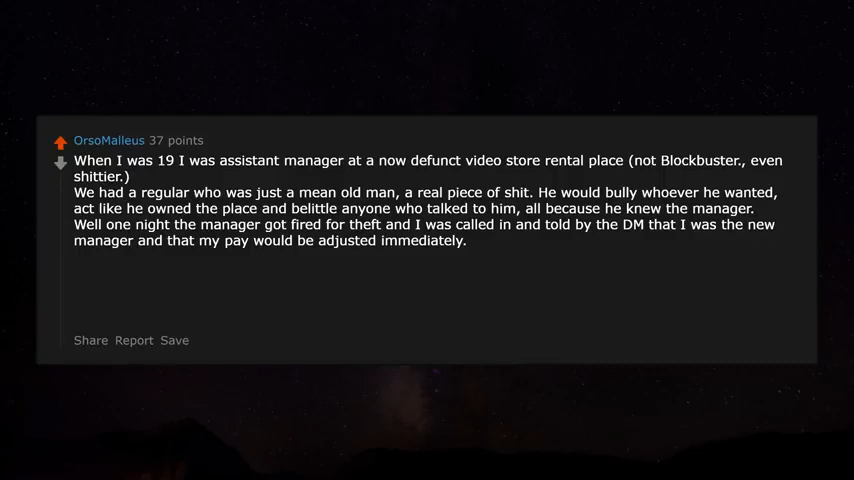 OrsoMalleus 37 points
When I was 19 I was assistant manager at a now defunct video store rental place (not Blockbuster., even
shittier.)
We had a regular who was just a mean old man, a real piece of shit. He would bully whoever he wanted,
act like he owned the place and belittle anyone who talked to him, all because he knew the manager.
Well one night the manager got fired for theft and I was called in and told by the DM that I was the new
manager and that my pay would be adjusted immediately.
Share Report Save